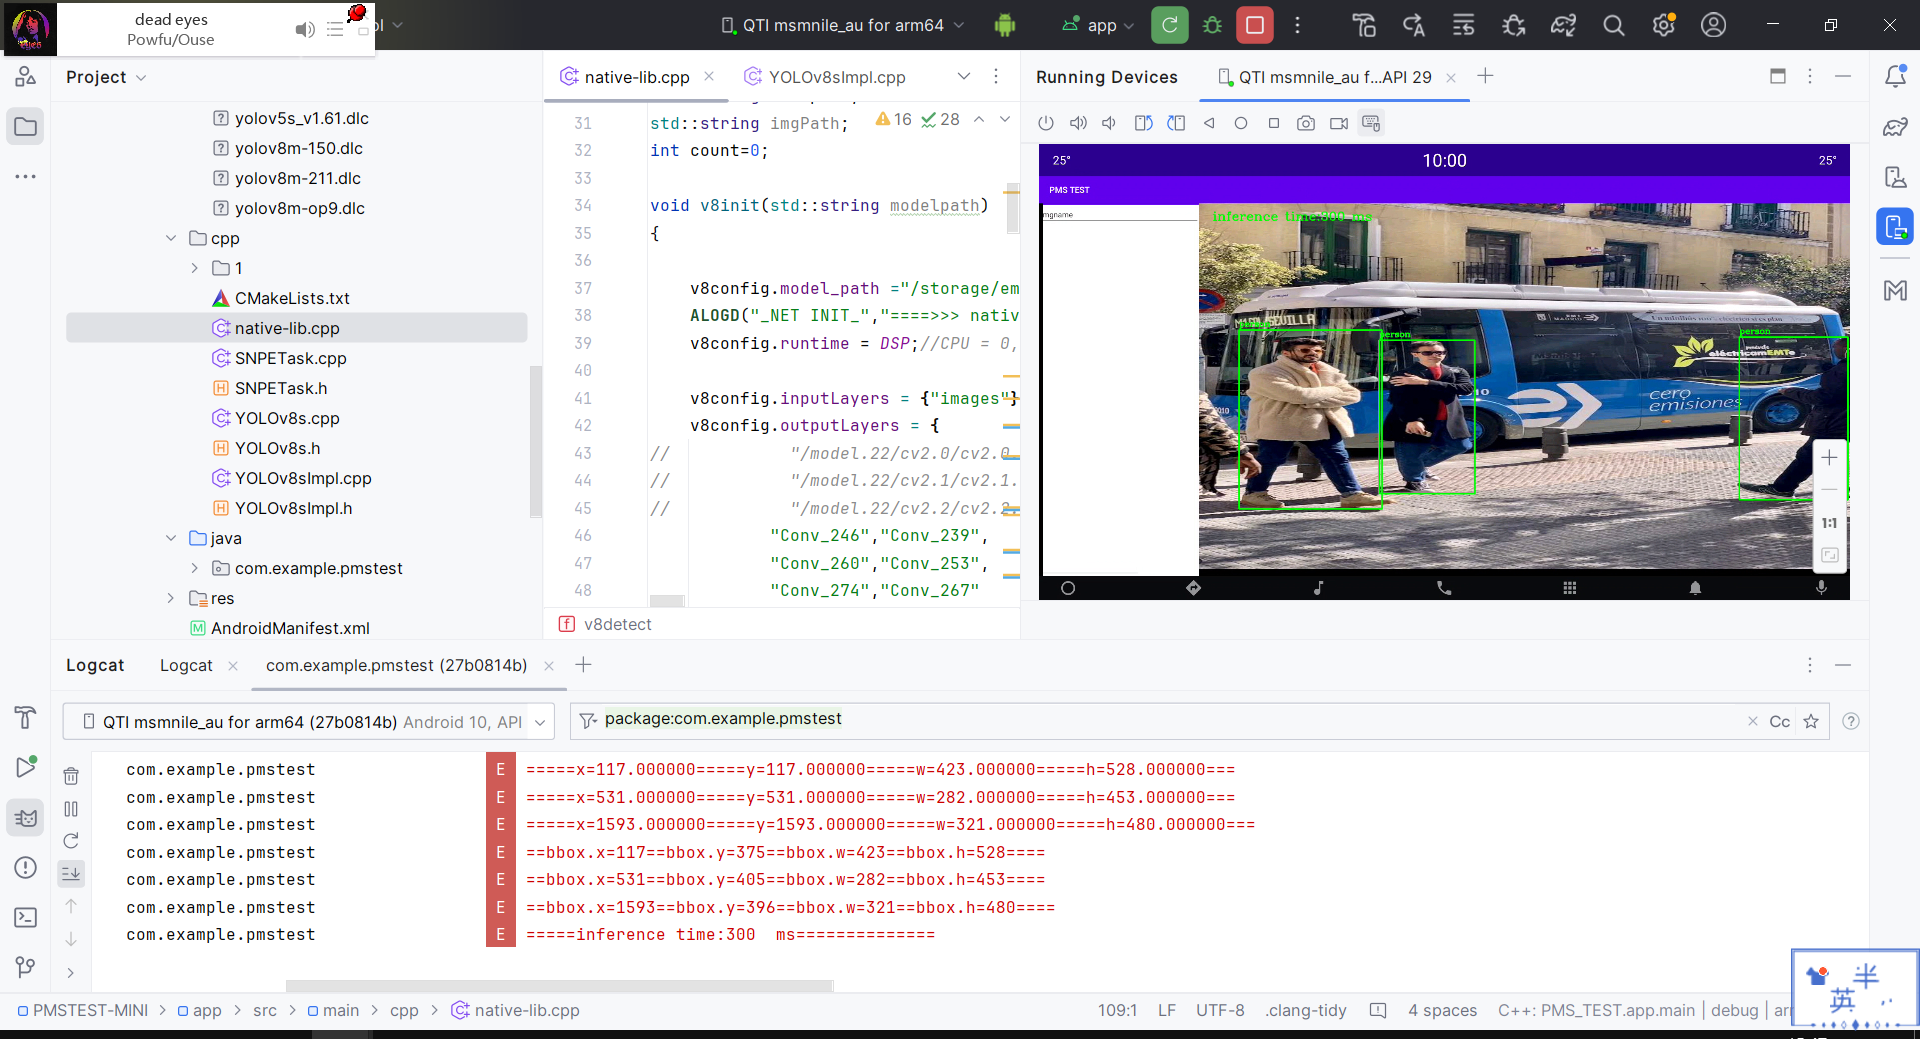 dead eyes
Powfu/Ouse
QTI msmnile_au for arm64
app
Project
native-lib.cpp
YOLOv8sImpl.cpp
Running Devices
QTI msmnile_au f...API 29
yolov5s_v1.61.dlc
yolov8m-150.dlc
yolov8m-211.dlc
yolov8m-op9.dlc
cpp
1
CMakeLists.txt
native-lib.cpp
SNPETask.cpp
SNPETask.h
YOLOv8s.cpp
YOLOv8s.h
YOLOv8sImpl.cpp
YOLOv8sImpl.h
java
com.example.pmstest
res
AndroidManifest.xml
16 28
31 std::string imgPath;
32 int count=0;
33
34 void v8init(std::string modelpath)
35 {
36
37 v8config.model_path ="/storage/em
38 ALOGD("_NET INIT_","====>>> nativ
39 v8config.runtime = DSP;//CPU = 0,
40
41 v8config.inputLayers = {"images"}
42 v8config.outputLayers = {
43 // "/model.22/cv2.0/cv2.0
44 // "/model.22/cv2.1/cv2.1.
45 // "/model.22/cv2.2/cv2.2.
46 "Conv_246","Conv_239",
47 "Conv_260","Conv_253",
48 "Conv_274","Conv_267"
v8detect
25° 10:00 25°
PMS TEST
mgname
inference time:300 ms
person
person
eléctricamEMTe
cero
emisiones
1:1
Logcat
Logcat
com.example.pmstest (27b0814b)
QTI msmnile_au for arm64 (27b0814b) Android 10, API
package:com.example.pmstest
Cc
com.example.pmstest E =====x=117.000000=====y=117.000000=====w=423.000000=====h=528.000000===
com.example.pmstest E =====x=531.000000=====y=531.000000=====w=282.000000=====h=453.000000===
com.example.pmstest E =====x=1593.000000=====y=1593.000000=====w=321.000000=====h=480.000000===
com.example.pmstest E ==bbox.x=117==bbox.y=375==bbox.w=423==bbox.h=528====
com.example.pmstest E ==bbox.x=531==bbox.y=405==bbox.w=282==bbox.h=453====
com.example.pmstest E ==bbox.x=1593==bbox.y=396==bbox.w=321==bbox.h=480====
com.example.pmstest E =====inference time:300  ms==============
PMSTEST-MINI > app > src > main > cpp > native-lib.cpp
109:1 LF UTF-8 .clang-tidy 4 spaces C++: PMS_TEST.app.main | debug | arr
半
英